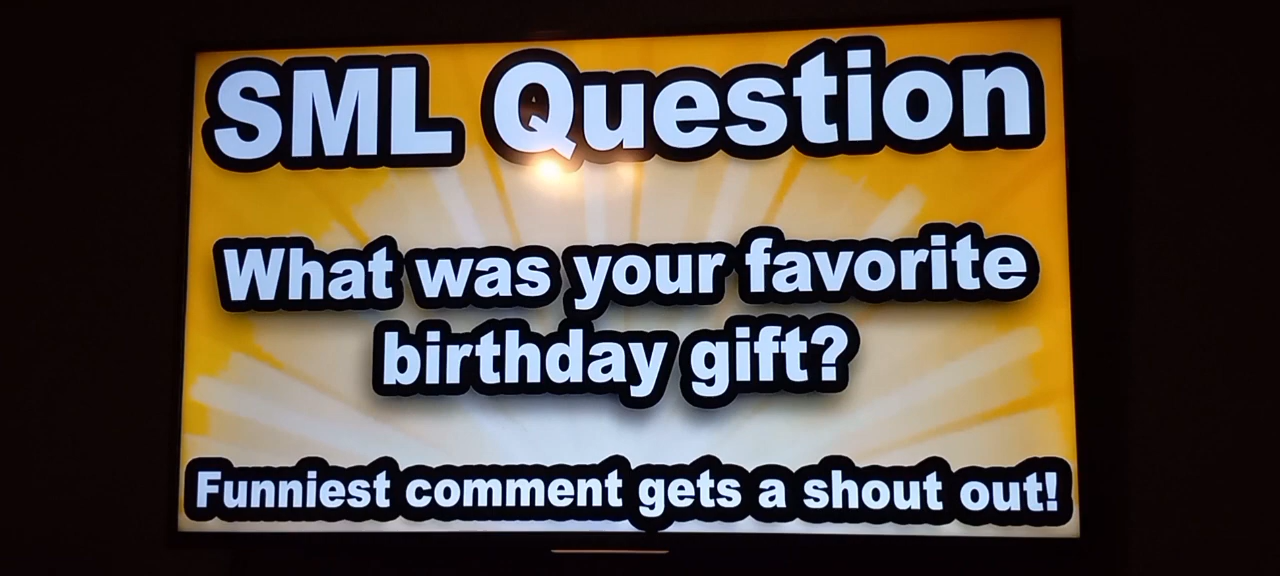 SML Question
What was your favorite
birthday gift?
Funniest comment gets a shout out!